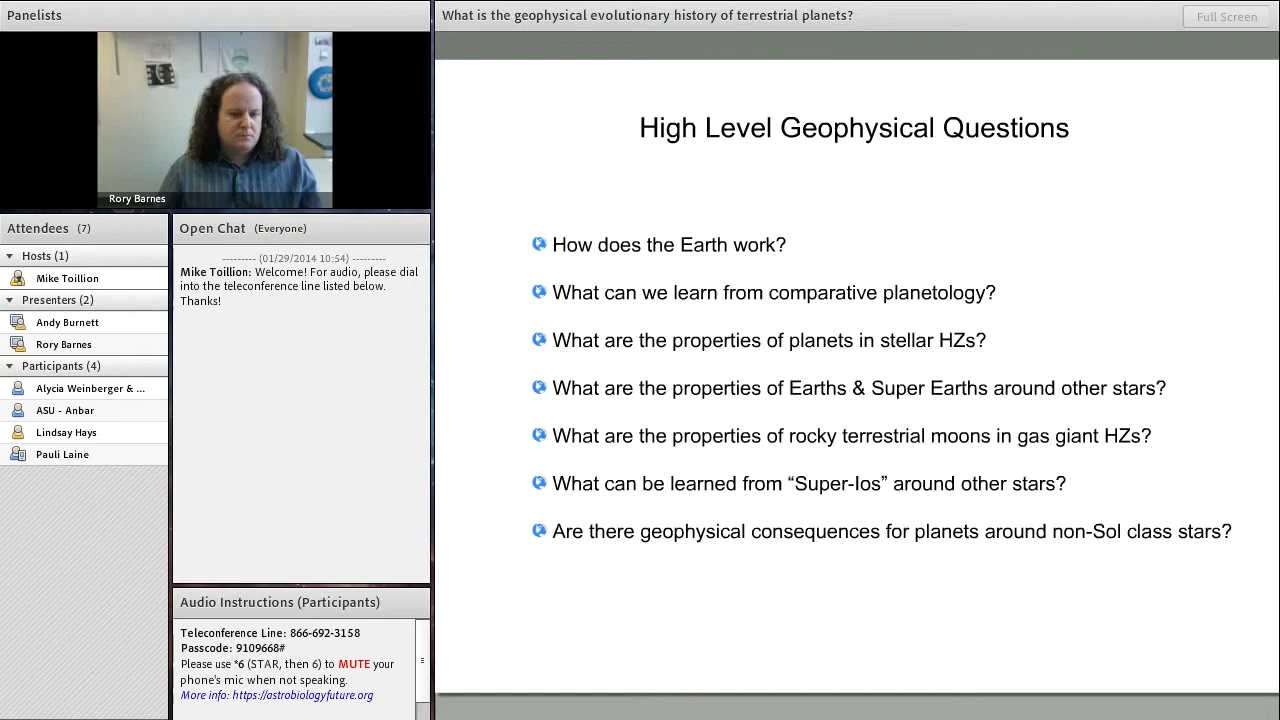 Panelists
Rory Barnes
Attendees (7)
Hosts (1)
Mike Toillion
Presenters (2)
Andy Burnett
Rory Barnes
Participants (4)
Alycia Weinberger & ...
ASU - Anbar
Lindsay Hays
Pauli Laine
Open Chat (Everyone)
--------- (01/29/2014 10:54) ---------
Mike Toillion: Welcome! For audio, please dial
into the teleconference line listed below.
Thanks!
Audio Instructions (Participants)
Teleconference Line: 866-692-3158
Passcode: 9109668#
Please use *6 (STAR, then 6) to MUTE your
phone's mic when not speaking.
More info: https://astrobiologyfuture.org
What is the geophysical evolutionary history of terrestrial planets?
Full Screen
High Level Geophysical Questions
How does the Earth work?
What can we learn from comparative planetology?
What are the properties of planets in stellar HZs?
What are the properties of Earths & Super Earths around other stars?
What are the properties of rocky terrestrial moons in gas giant HZs?
What can be learned from “Super-Ios” around other stars?
Are there geophysical consequences for planets around non-Sol class stars?